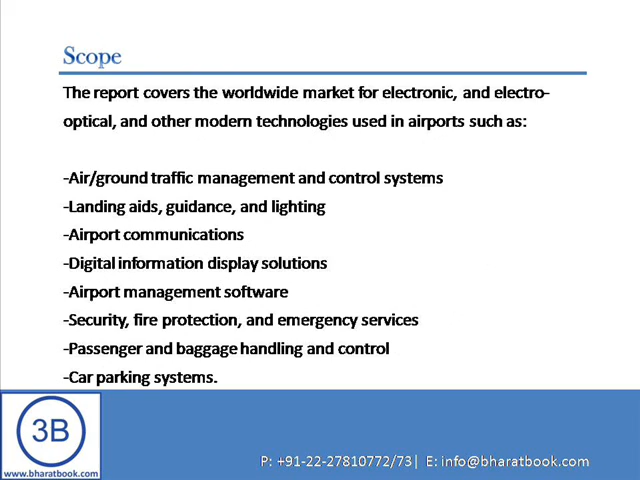 Scope
The report covers the worldwide market for electronic, and electro-
optical, and other modern technologies used in airports such as:
-Air/ground traffic management and control systems
-Landing aids, guidance, and lighting
-Airport communications
-Digital information display solutions
-Airport management software
-Security, fire protection, and emergency services
-Passenger and baggage handling and control
-Car parking systems.
3B
www.bharatbook.com
P: +91-22-27810772/73| E: info@bharatbook.com